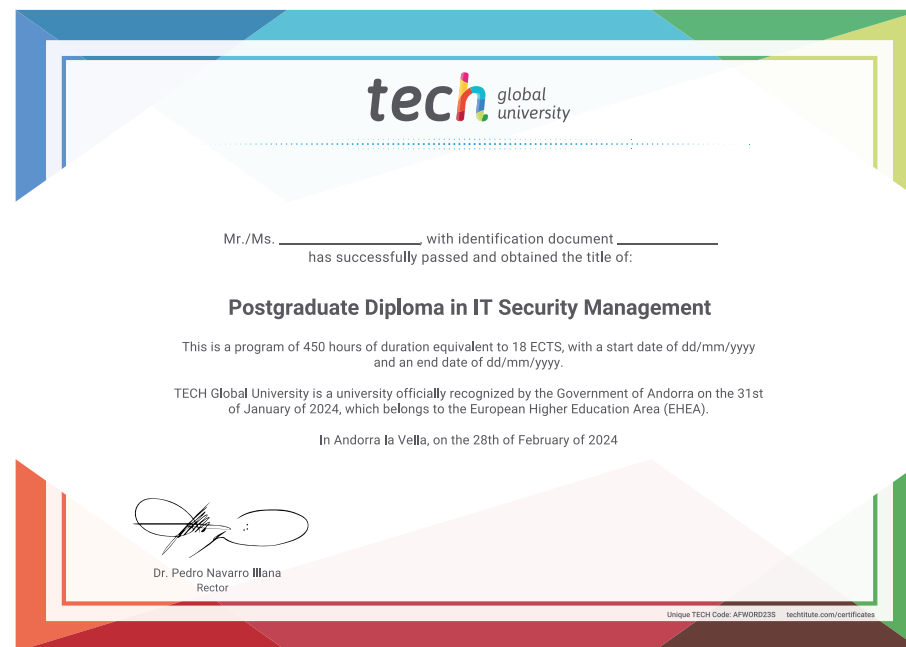 tech global university
Mr./Ms. ______________, with identification document __________
has successfully passed and obtained the title of:
Postgraduate Diploma in IT Security Management
This is a program of 450 hours of duration equivalent to 18 ECTS, with a start date of dd/mm/yyyy
and an end date of dd/mm/yyyy.
TECH Global University is a university officially recognized by the Government of Andorra on the 31st
of January of 2024, which belongs to the European Higher Education Area (EHEA).
In Andorra la Vella, on the 28th of February of 2024
Dr. Pedro Navarro Illana
Rector
Unique TECH Code: AFWORD23S techtitute.com/certificates